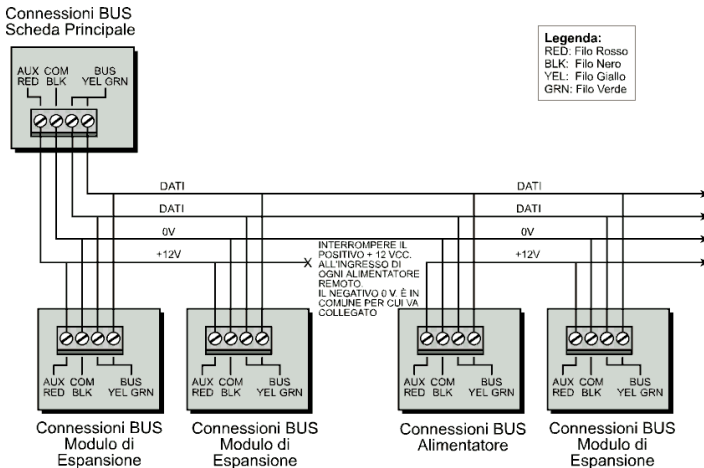 Connessioni BUS
Scheda Principale
AUX COM BUS
RED BLK YEL GRN
Legenda:
RED: Filo Rosso
BLK: Filo Nero
YEL: Filo Giallo
GRN: Filo Verde
DATI DATI
DATI DATI
0V 0V
+12V +12V
X
INTERROMPERE IL
POSITIVO + 12 VCC.
ALL'INGRESSO DI
OGNI ALIMENTATORE
REMOTO.
IL NEGATIVO 0 V. È IN
COMUNE PER CUI VA
COLLEGATO
AUX COM BUS
RED BLK YEL GRN
Connessioni BUS
Modulo di
Espansione
AUX COM BUS
RED BLK YEL GRN
Connessioni BUS
Modulo di
Espansione
AUX COM BUS
RED BLK YEL GRN
Connessioni BUS
Alimentatore
AUX COM BUS
RED BLK YEL GRN
Connessioni BUS
Modulo di
Espansione